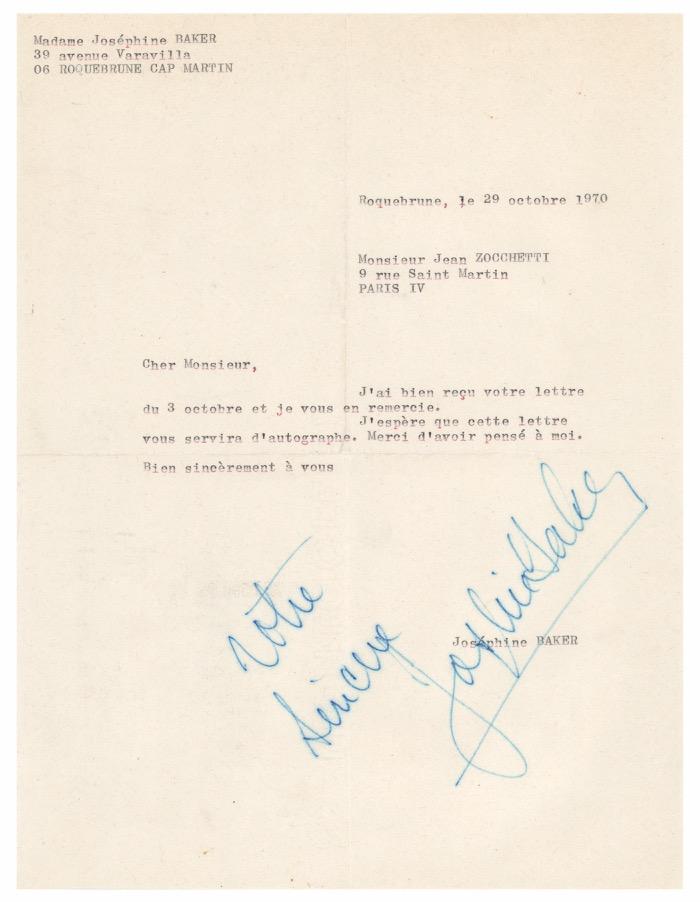 Madame Joséphine BAKER
39 avenue Varavilla
06 ROQUEBRUNE CAP MARTIN
Roquebrune, le 29 octobre 1970
Monsieur Jean ZOCCHETTI
9 rue Saint Martin
PARIS IV
Cher Monsieur,
J'ai bien reçu votre lettre
du 3 octobre et je vous en remercie.
J'espère que cette lettre
vous servira d'autographe. Merci d'avoir pensé à moi.
Bien sincèrement à vous
Votre
sincère
Joséphine Baker
Joséphine BAKER